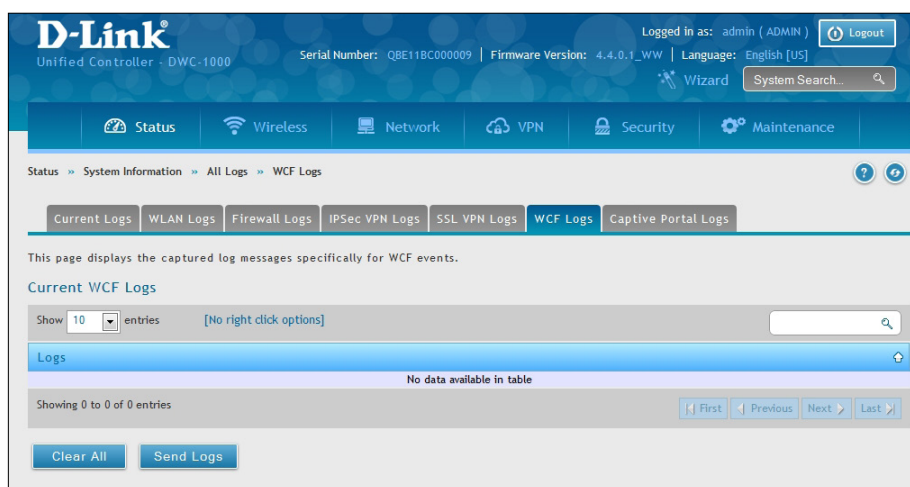 D-Link
Unified Controller - DWC-1000
Logged in as: admin ( ADMIN )
Logout
Serial Number: QBE11BC000009 | Firmware Version: 4.4.0.1_WW | Language: English [US]
Wizard
System Search...
Status
Wireless
Network
VPN
Security
Maintenance
Status » System Information » All Logs » WCF Logs
?
Current Logs
WLAN Logs
Firewall Logs
IPSec VPN Logs
SSL VPN Logs
WCF Logs
Captive Portal Logs
This page displays the captured log messages specifically for WCF events.
Current WCF Logs
Show 10 entries
[No right click options]
Logs
No data available in table
Showing 0 to 0 of 0 entries
First
Previous
Next
Last
Clear All
Send Logs